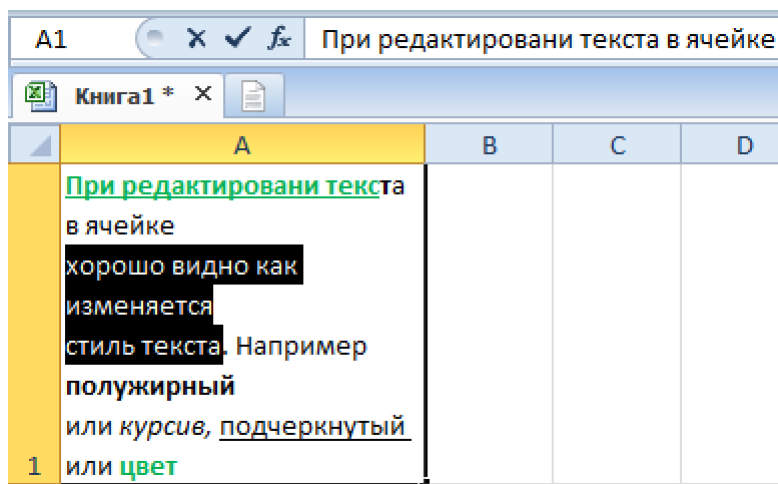 A1 fx При редактировани текста в ячейке
Книга1 *
A B C D
При редактировани текста
в ячейке
хорошо видно как
изменяется
стиль текста. Например
полужирный
или курсив, подчеркнутый
1 или цвет